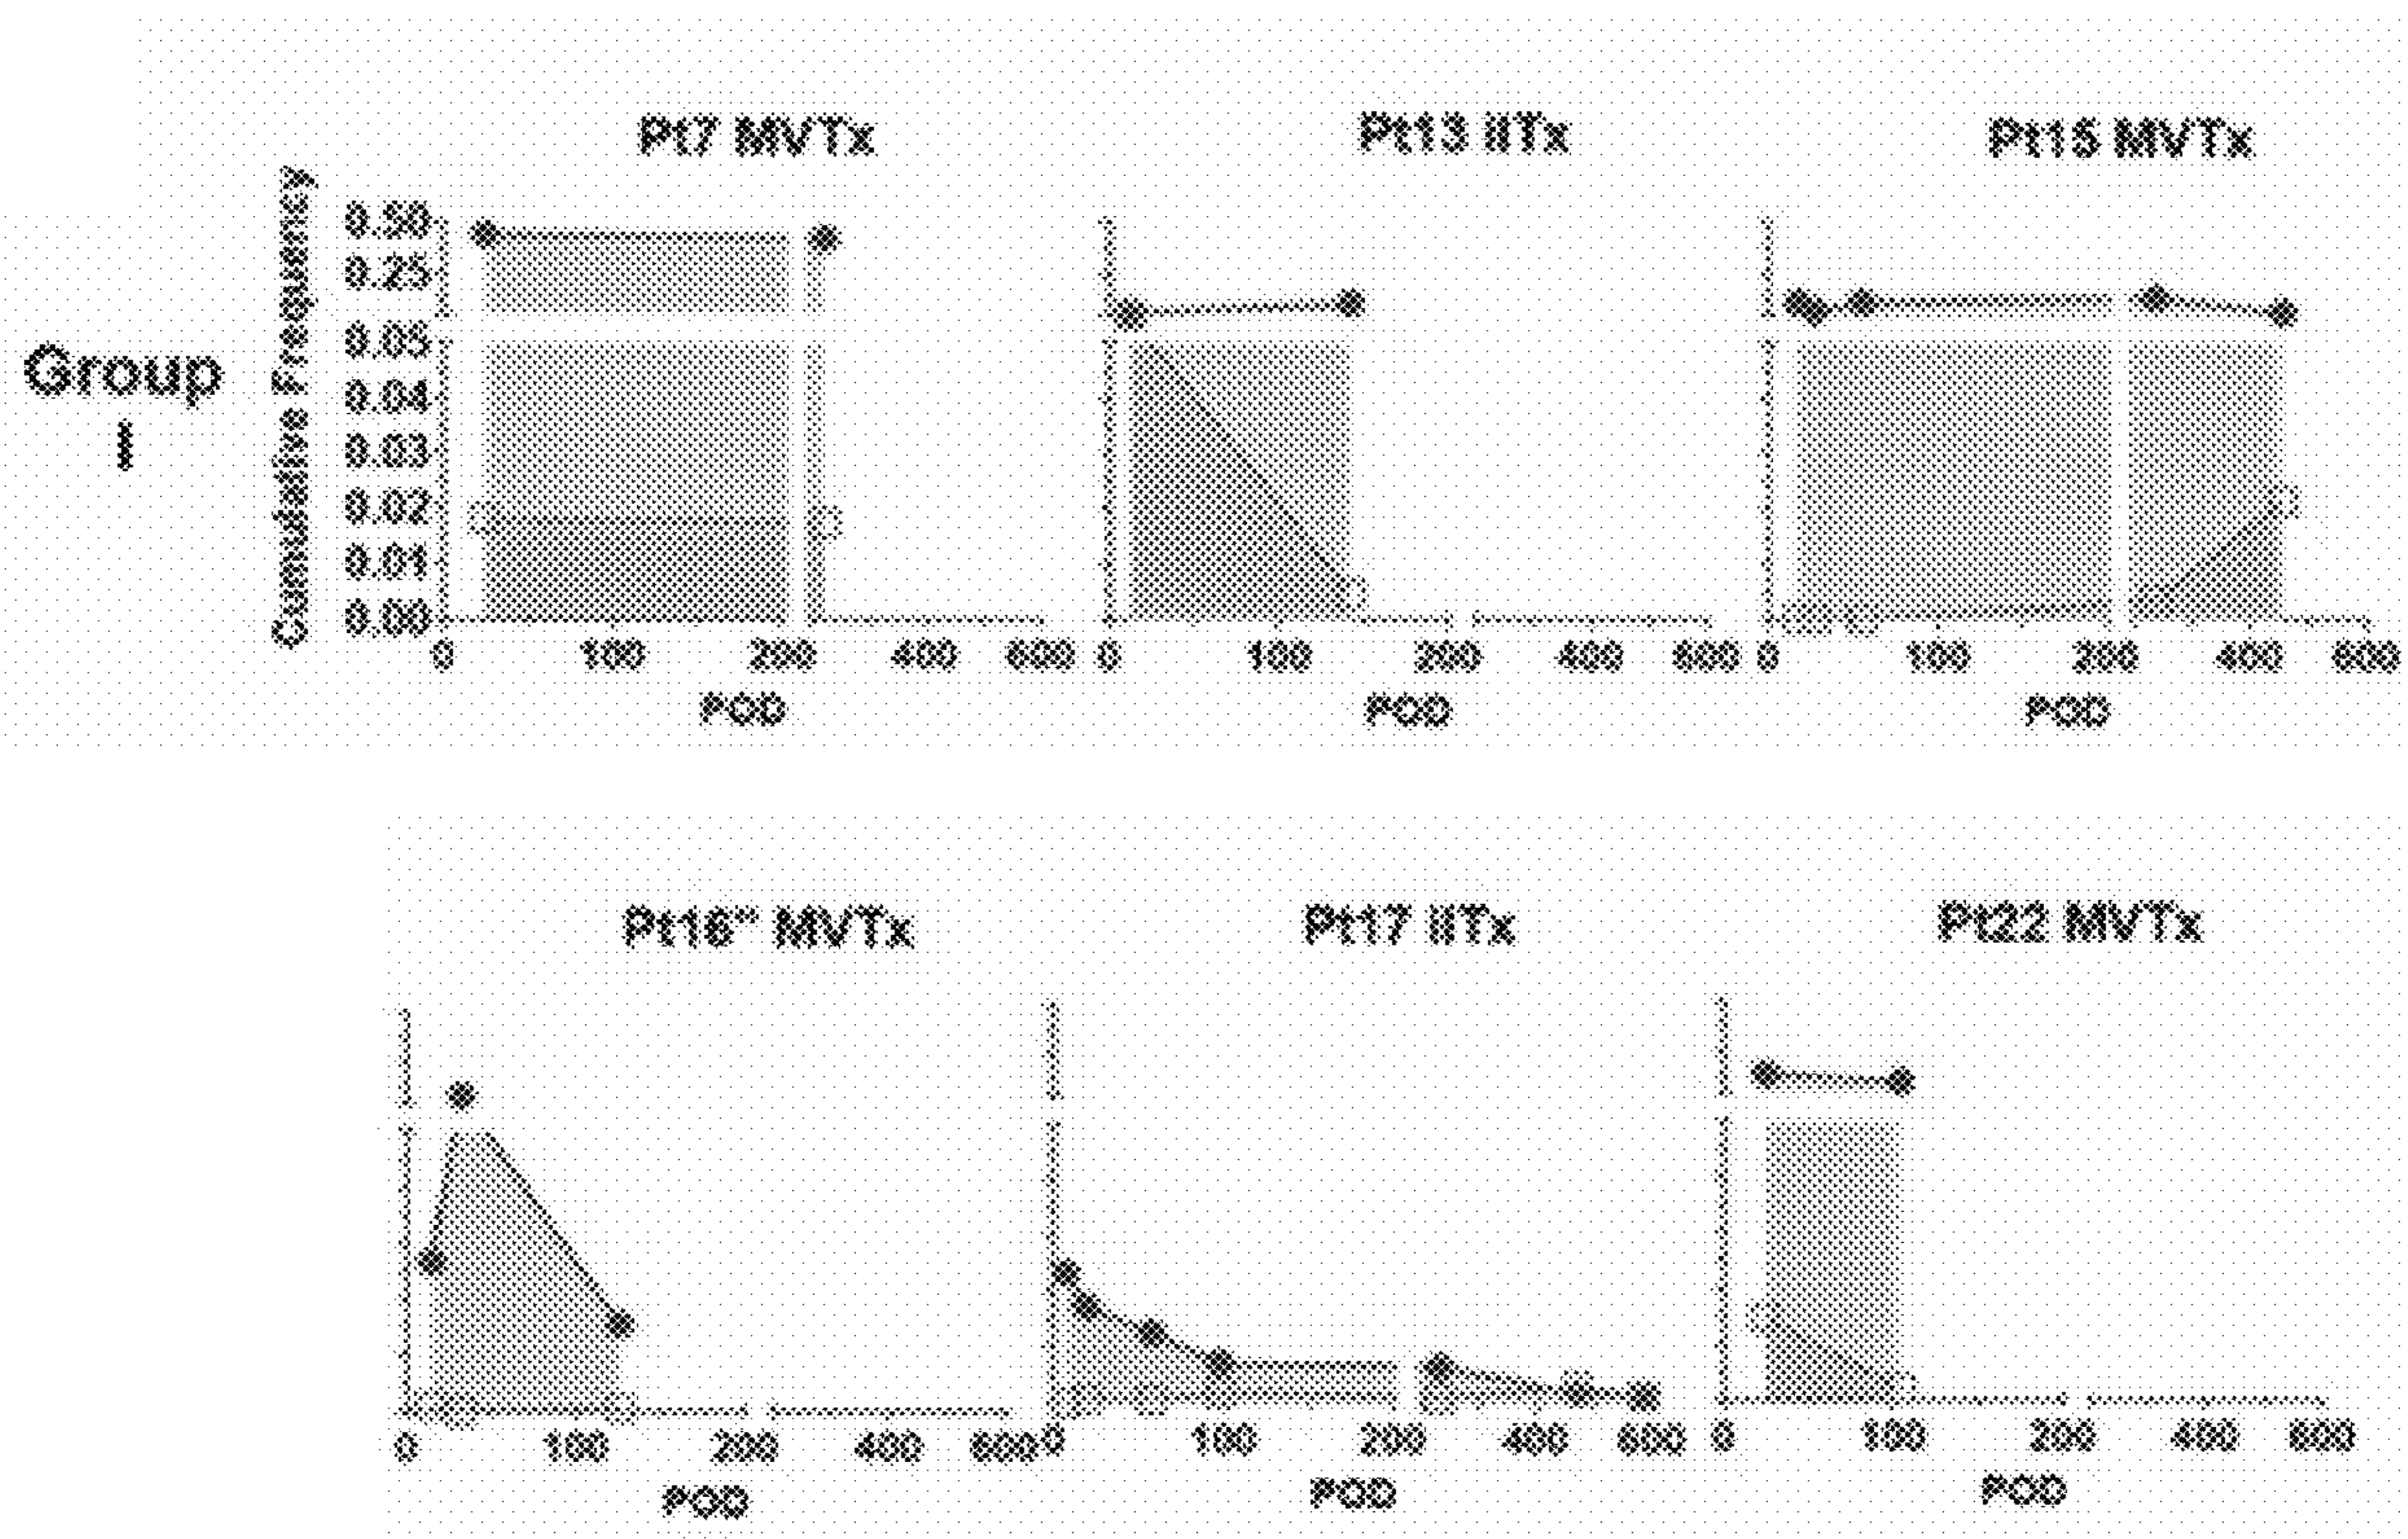 Pt7 MVTx
Pt13 iITx
Pt15 MVTx
Group
I
Cumulative Frequency
0.50
0.25
0.05
0.04
0.03
0.02
0.01
0.00
0 100 200 400 600
0 100 200 400 600
0 100 200 400 600
POD
POD
POD
Pt16** MVTx
Pt17 iITx
Pt22 MVTx
0 100 200 400 600
0 100 200 400 600
0 100 200 400 600
POD
POD
POD